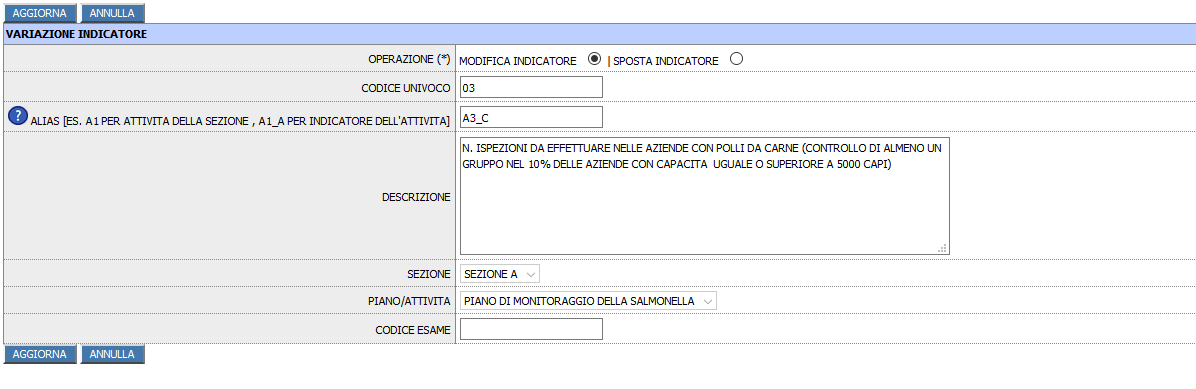 AGGIORNA ANNULLA
VARIAZIONE INDICATORE
OPERAZIONE (*) MODIFICA INDICATORE | SPOSTA INDICATORE
CODICE UNIVOCO 03
? ALIAS [ES. A1 PER ATTIVITA DELLA SEZIONE , A1_A PER INDICATORE DELL'ATTIVITA] A3_C
N. ISPEZIONI DA EFFETTUARE NELLE AZIENDE CON POLLI DA CARNE (CONTROLLO DI ALMENO UN
GRUPPO NEL 10% DELLE AZIENDE CON CAPACITA  UGUALE O SUPERIORE A 5000 CAPI)
DESCRIZIONE
SEZIONE SEZIONE A
PIANO/ATTIVITA PIANO DI MONITORAGGIO DELLA SALMONELLA
CODICE ESAME
AGGIORNA ANNULLA